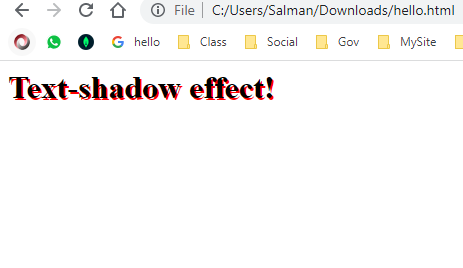 File | C:/Users/Salman/Downloads/hello.html
hello Class Social Gov MySite
Text-shadow effect!